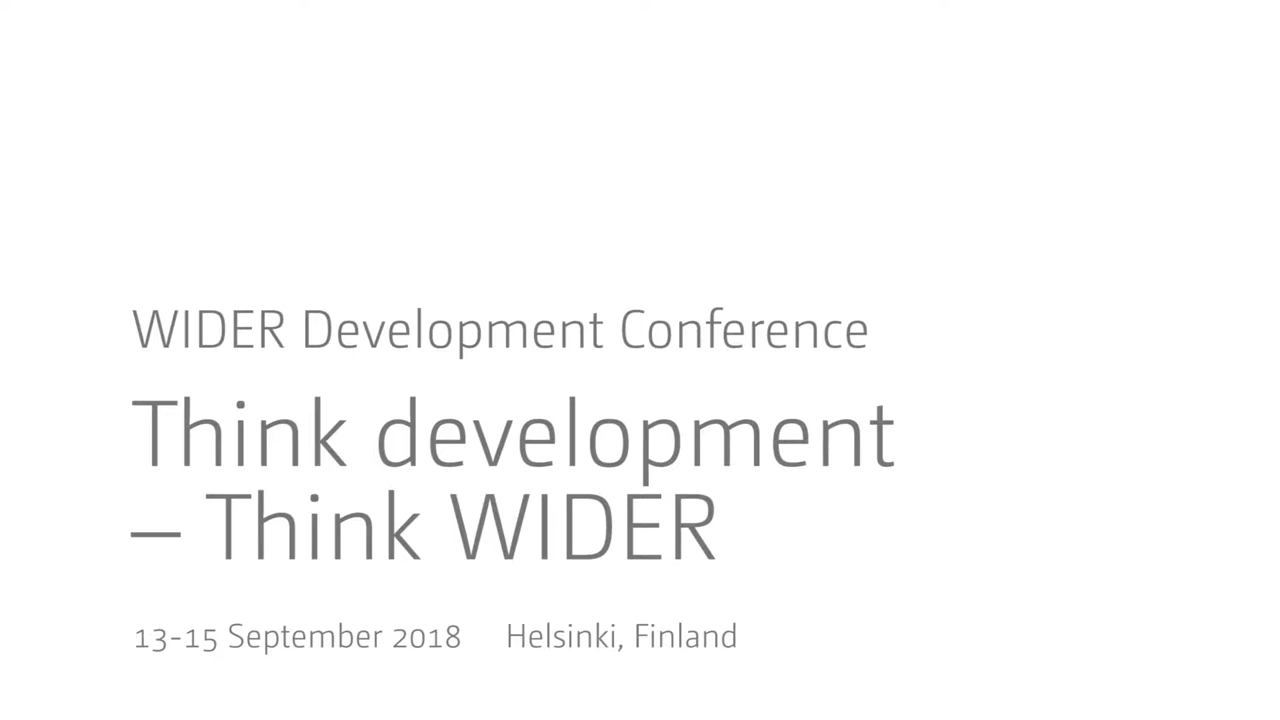 WIDER Development Conference
Think development
– Think WIDER
13-15 September 2018 Helsinki, Finland